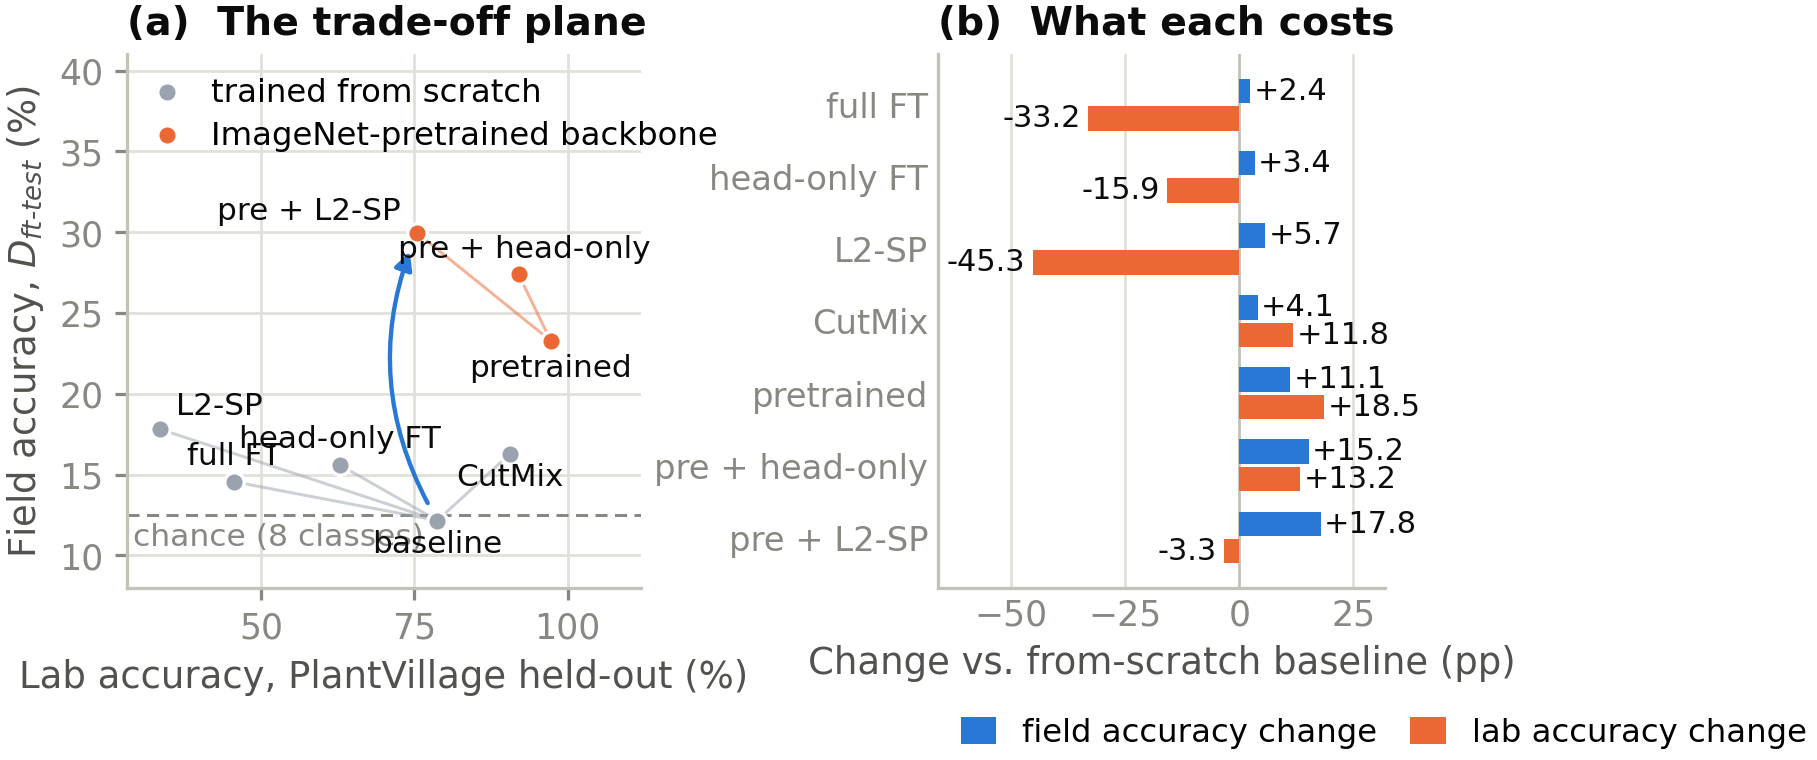 (a) The trade-off plane
Field accuracy, D_ft-test (%)
40
35
30
25
20
15
10
trained from scratch
ImageNet-pretrained backbone
pre + L2-SP
pre + head-only
pretrained
L2-SP
head-only FT
full FT
CutMix
chance (8 classes)
baseline
50
75
100
Lab accuracy, PlantVillage held-out (%)
(b) What each costs
full FT
+2.4
-33.2
head-only FT
+3.4
-15.9
L2-SP
+5.7
-45.3
CutMix
+4.1
+11.8
pretrained
+11.1
+18.5
pre + head-only
+15.2
+13.2
pre + L2-SP
+17.8
-3.3
−50
−25
0
25
Change vs. from-scratch baseline (pp)
field accuracy change
lab accuracy change